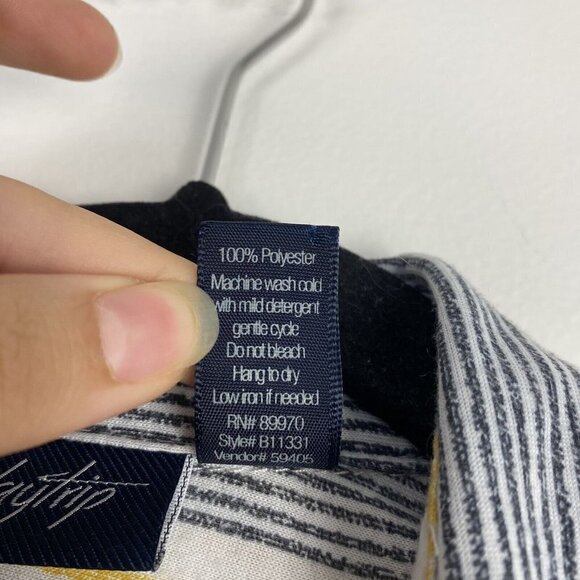 100% Polyester
Machine wash cold
with mild detergent
gentle cycle
Do not bleach
Hang to dry
Low iron if needed
RN# 89970
Style# B11331
Vendor# 59405